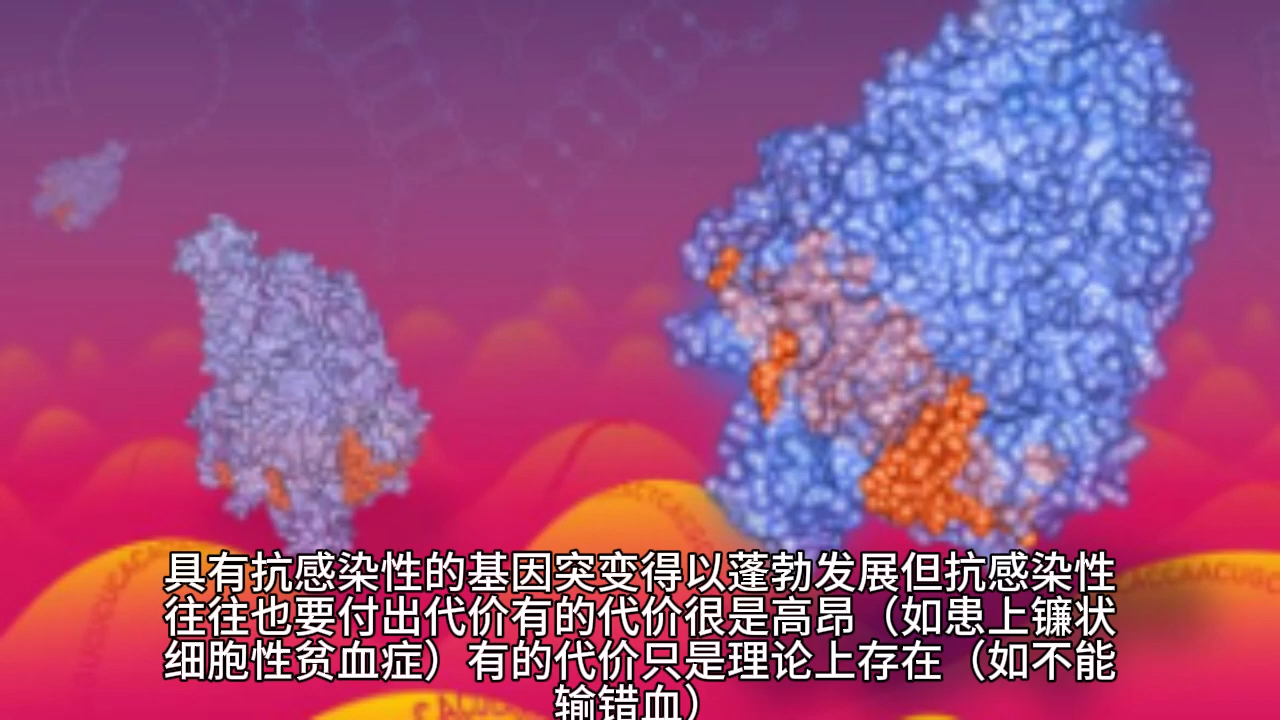 具有抗感染性的基因突变得以蓬勃发展但抗感染性
往往也要付出代价有的代价很是高昂（如患上镰状
细胞性贫血症）有的代价只是理论上存在（如不能
输错血）